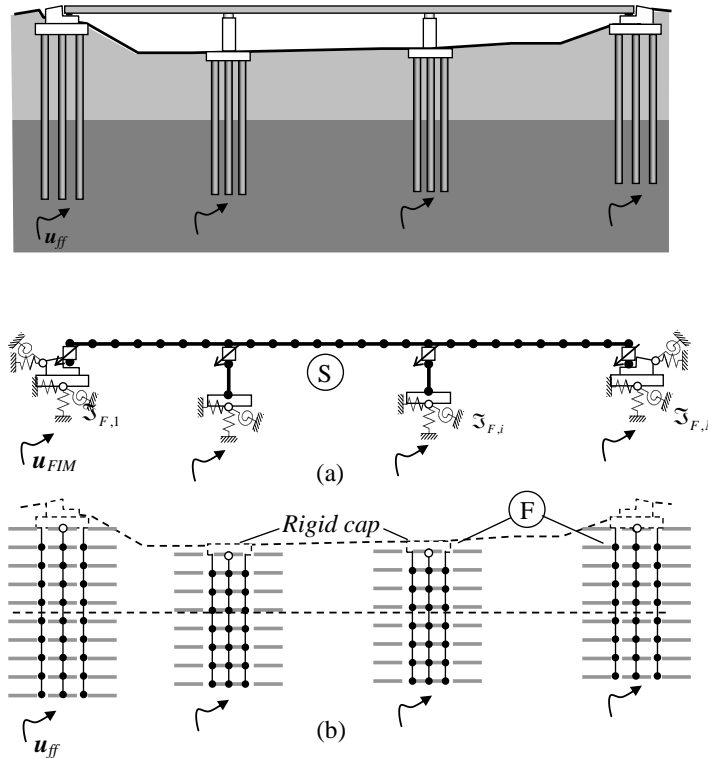 u_ff
S
ℑ_F,1
ℑ_F,i
ℑ_F,
u_FIM
(a)
Rigid cap
F
u_ff
(b)